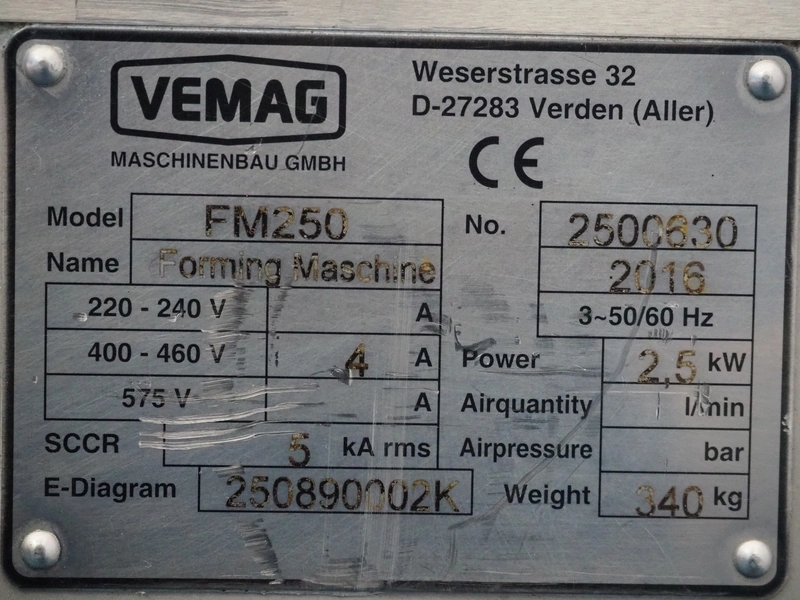 VEMAG
MASCHINENBAU GMBH
Weserstrasse 32
D-27283 Verden (Aller)
CE
Model FM250 No. 2500630
Name Forming Maschine 2016
220 - 240 V A 3~50/60 Hz
400 - 460 V 4 A Power 2,5 kW
575 V A Airquantity l/min
SCCR 5 kA rms Airpressure bar
E-Diagram 250890002K Weight 340 kg